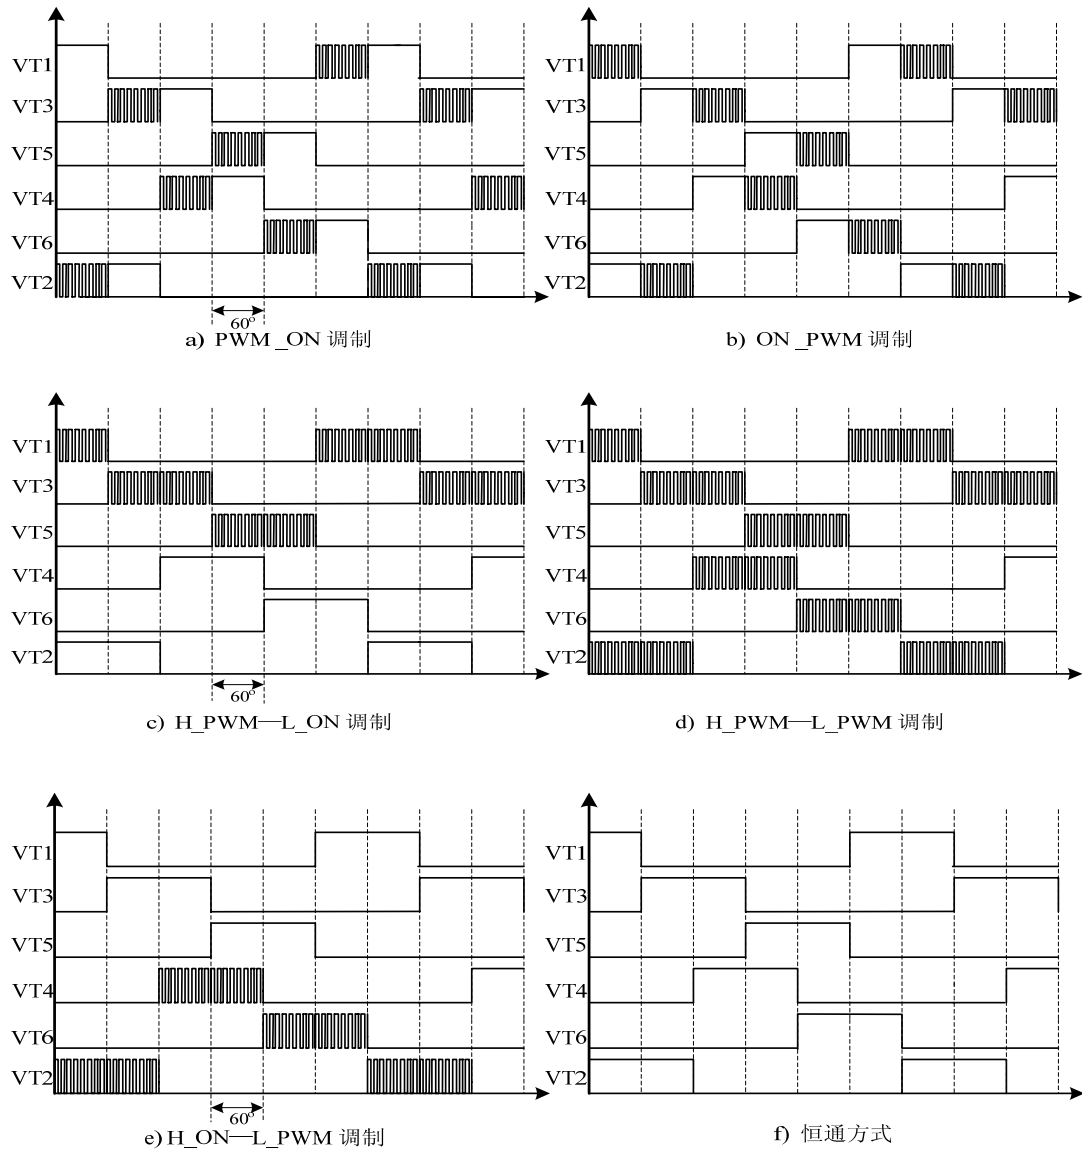 VT1
VT3
VT5
VT4
VT6
VT2
60°
a) PWM _ON 调制
VT1
VT3
VT5
VT4
VT6
VT2
b) ON _PWM 调制
VT1
VT3
VT5
VT4
VT6
VT2
60°
c) H_PWM—L_ON 调制
VT1
VT3
VT5
VT4
VT6
VT2
d) H_PWM—L_PWM 调制
VT1
VT3
VT5
VT4
VT6
VT2
60°
e) H_ON—L_PWM 调制
VT1
VT3
VT5
VT4
VT6
VT2
f) 恒通方式